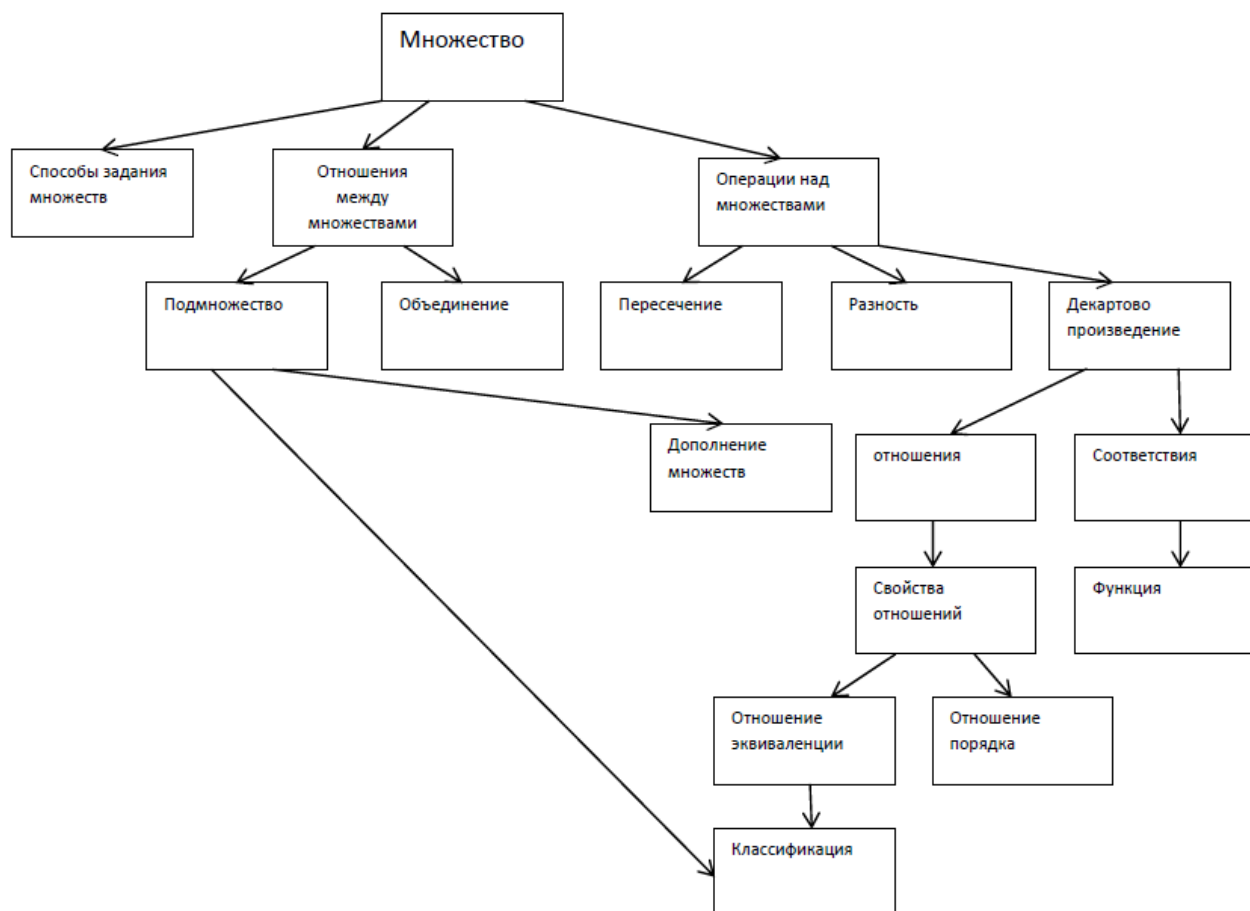 Множество
Способы задания
множеств
Отношения
между
множествами
Операции над
множествами
Подмножество
Объединение
Пересечение
Разность
Декартово
произведение
Дополнение
множеств
отношения
Соответствия
Свойства
отношений
Функция
Отношение
эквиваленции
Отношение
порядка
Классификация